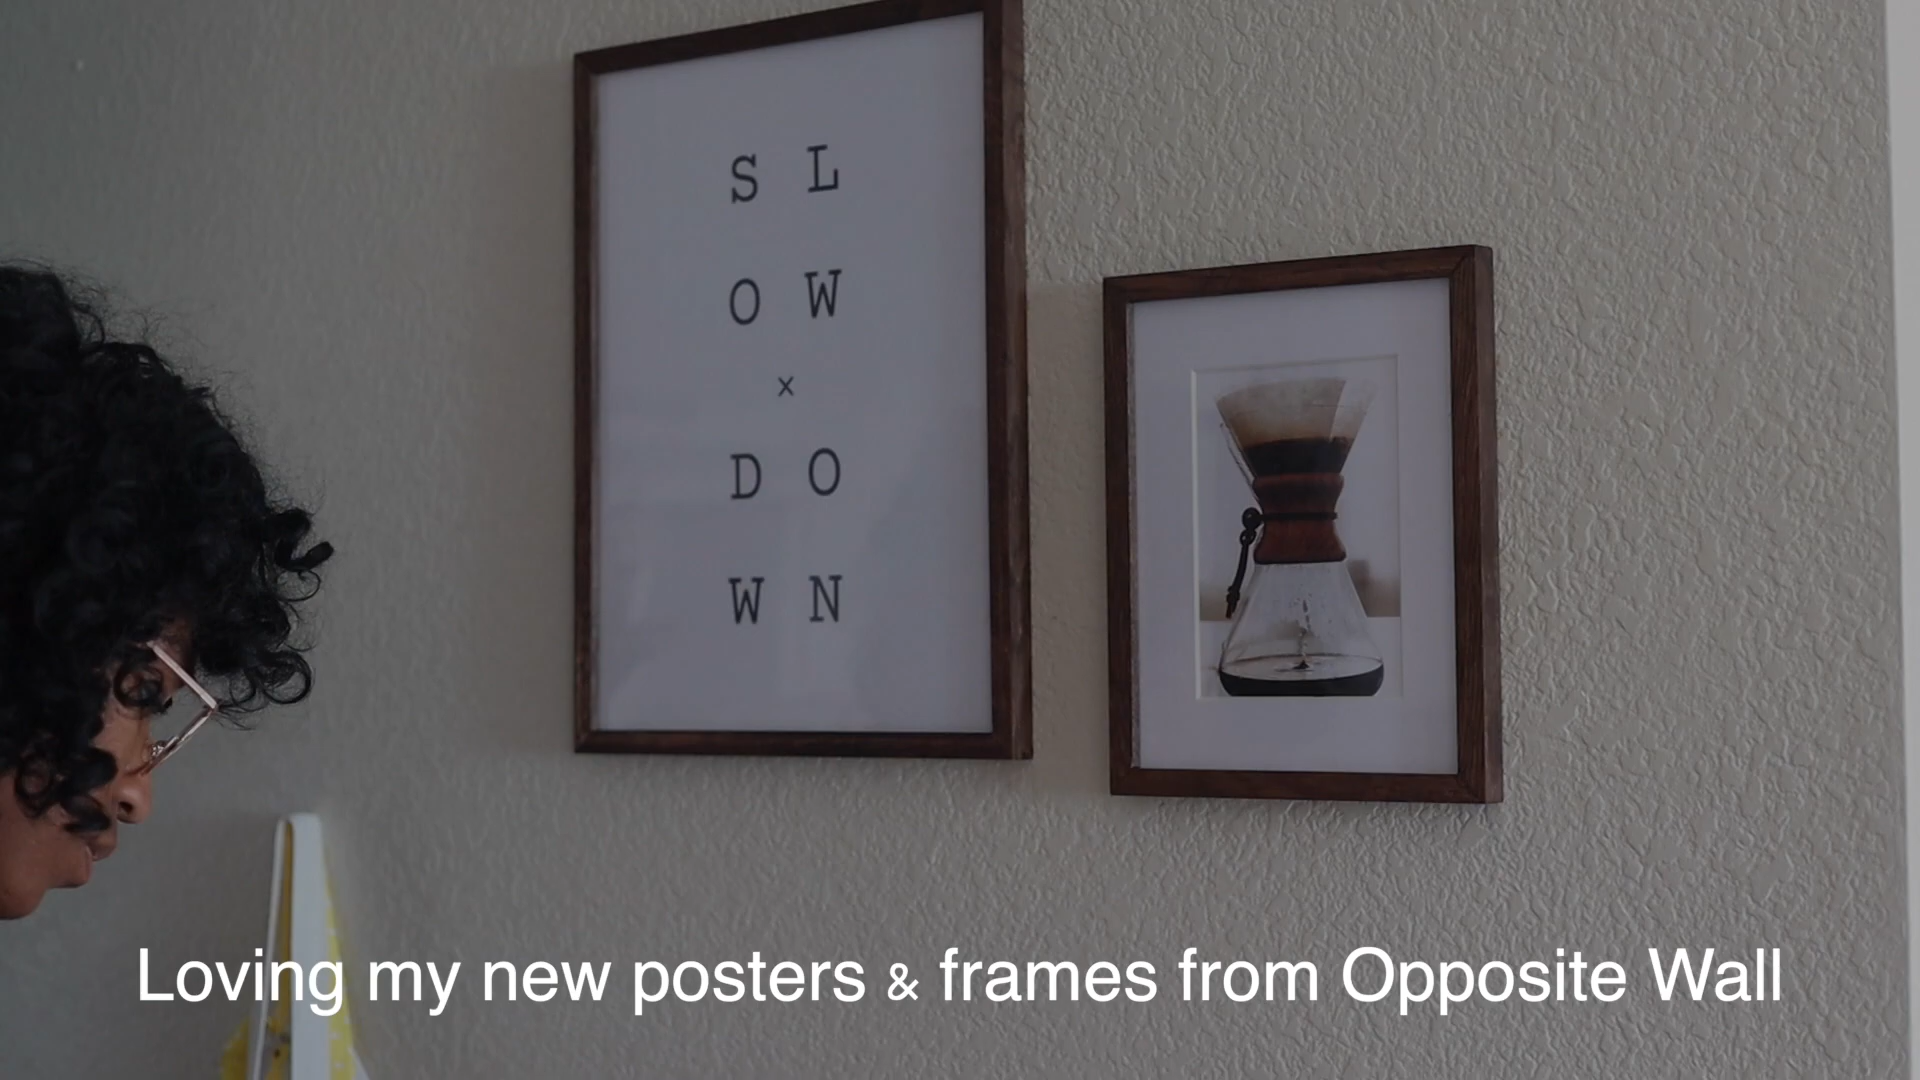 S L
O W
×
D O
W N
Loving my new posters & frames from Opposite Wall